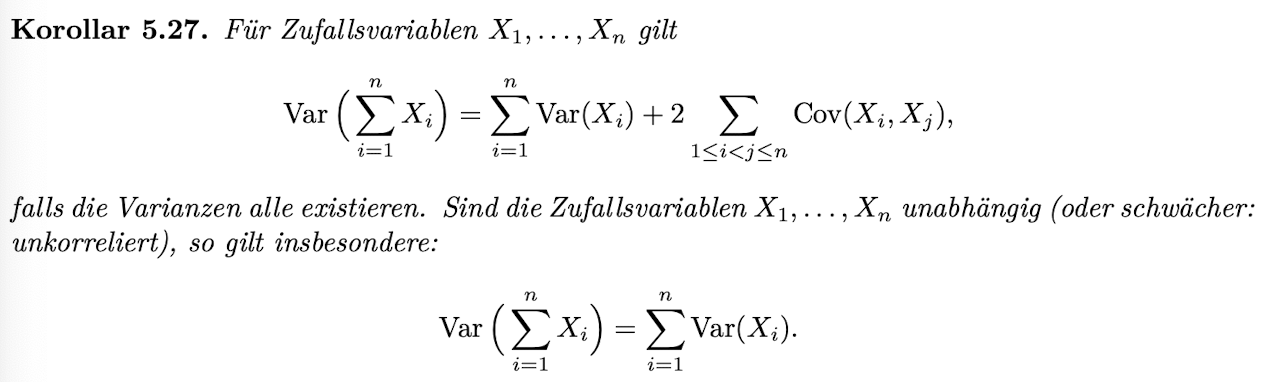 Korollar 5.27. Für Zufallsvariablen X₁, . . . , Xₙ gilt
Var(∑ᵢ₌₁ⁿ Xᵢ) = ∑ᵢ₌₁ⁿ Var(Xᵢ) + 2 ∑_{1≤i<j≤n} Cov(Xᵢ, Xⱼ),
falls die Varianzen alle existieren. Sind die Zufallsvariablen X₁, . . . , Xₙ unabhängig (oder schwächer:
unkorreliert), so gilt insbesondere:
Var(∑ᵢ₌₁ⁿ Xᵢ) = ∑ᵢ₌₁ⁿ Var(Xᵢ).